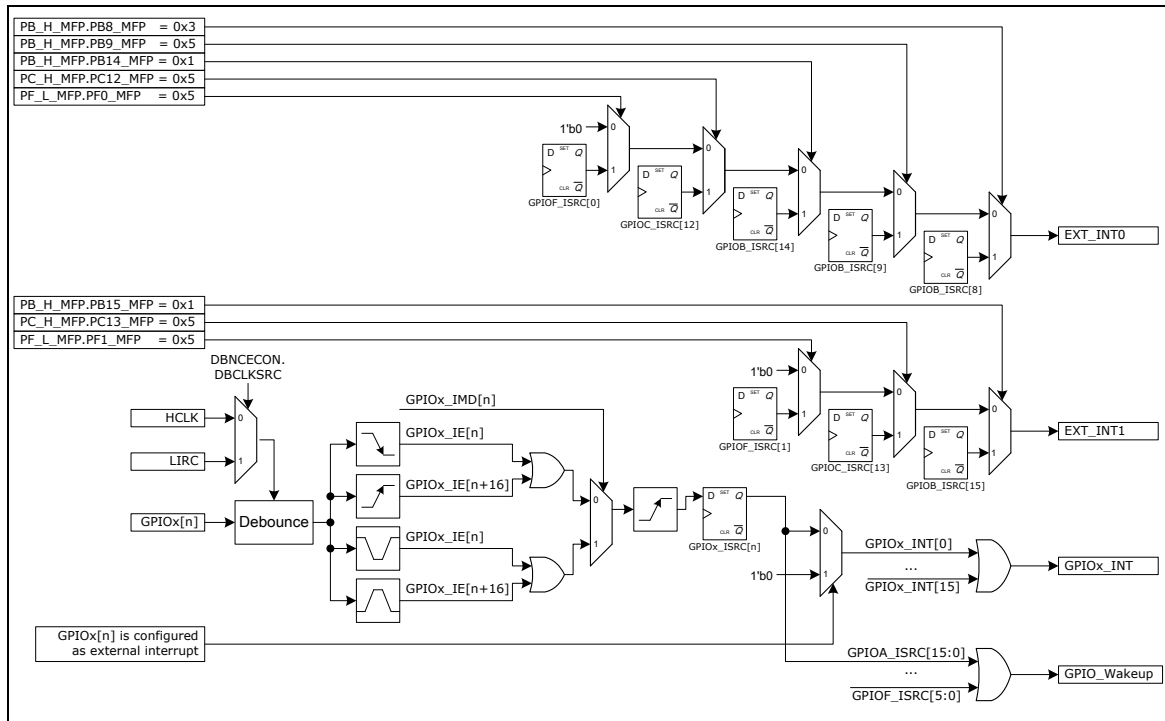 PB_H_MFP.PB8_MFP = 0x3
PB_H_MFP.PB9_MFP = 0x5
PB_H_MFP.PB14_MFP = 0x1
PC_H_MFP.PC12_MFP = 0x5
PF_L_MFP.PF0_MFP = 0x5
1'b0
0
1
D SET Q
CLR Q
GPIOF_ISRC[0]
0
1
D SET Q
CLR Q
GPIOC_ISRC[12]
0
1
D SET Q
CLR Q
GPIOB_ISRC[14]
0
1
D SET Q
CLR Q
GPIOB_ISRC[9]
0
1
D SET Q
CLR Q
GPIOB_ISRC[8]
EXT_INT0
PB_H_MFP.PB15_MFP = 0x1
PC_H_MFP.PC13_MFP = 0x5
PF_L_MFP.PF1_MFP = 0x5
1'b0
0
1
D SET Q
CLR Q
GPIOF_ISRC[1]
0
1
D SET Q
CLR Q
GPIOC_ISRC[13]
0
1
D SET Q
CLR Q
GPIOB_ISRC[15]
EXT_INT1
DBNCECON.
DBCLKSRC
HCLK
0
LIRC
1
GPIOx[n]
Debounce
GPIOx_IMD[n]
GPIOx_IE[n]
GPIOx_IE[n+16]
GPIOx_IE[n]
GPIOx_IE[n+16]
0
1
D SET Q
CLR Q
GPIOx_ISRC[n]
0
1'b0
1
GPIOx_INT[0]
...
GPIOx_INT[15]
GPIOx_INT
GPIOx[n] is configured
as external interrupt
GPIOA_ISRC[15:0]
...
GPIOF_ISRC[5:0]
GPIO_Wakeup